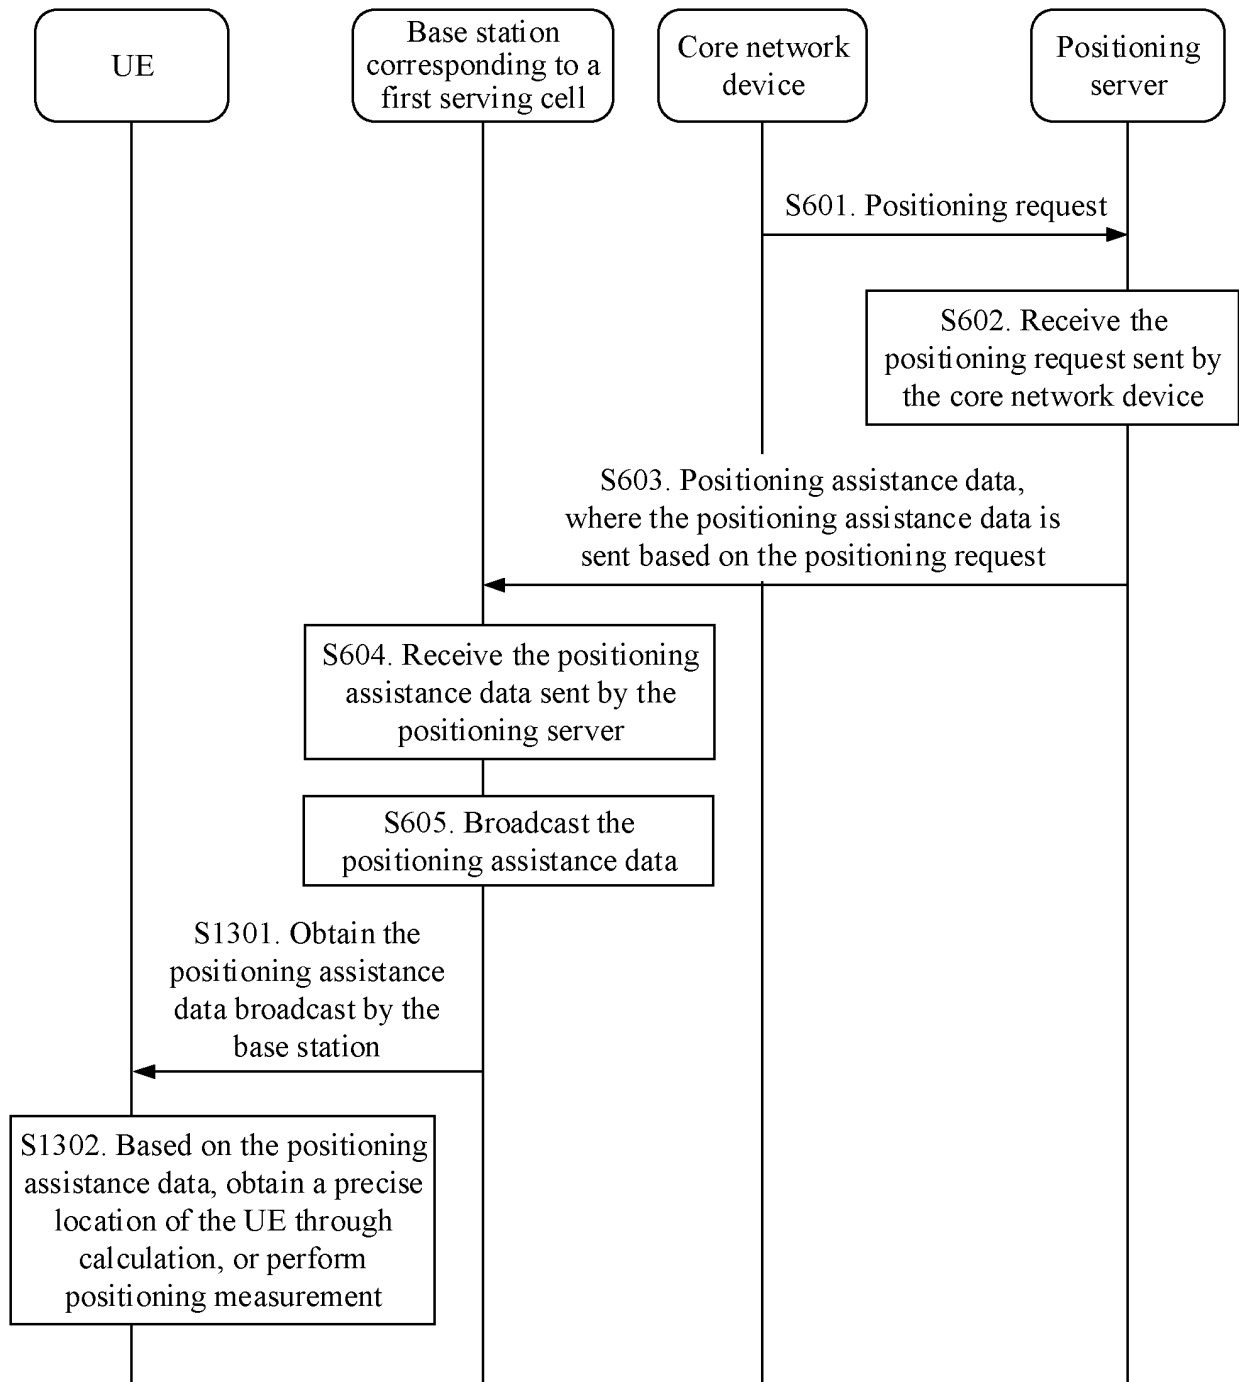 UE
Base station
corresponding to a
first serving cell
Core network
device
Positioning
server
S601. Positioning request
S602. Receive the
positioning request sent by
the core network device
S603. Positioning assistance data,
where the positioning assistance data is
sent based on the positioning request
S604. Receive the positioning
assistance data sent by the
positioning server
S605. Broadcast the
positioning assistance data
S1301. Obtain the
positioning assistance
data broadcast by the
base station
S1302. Based on the positioning
assistance data, obtain a precise
location of the UE through
calculation, or perform
positioning measurement